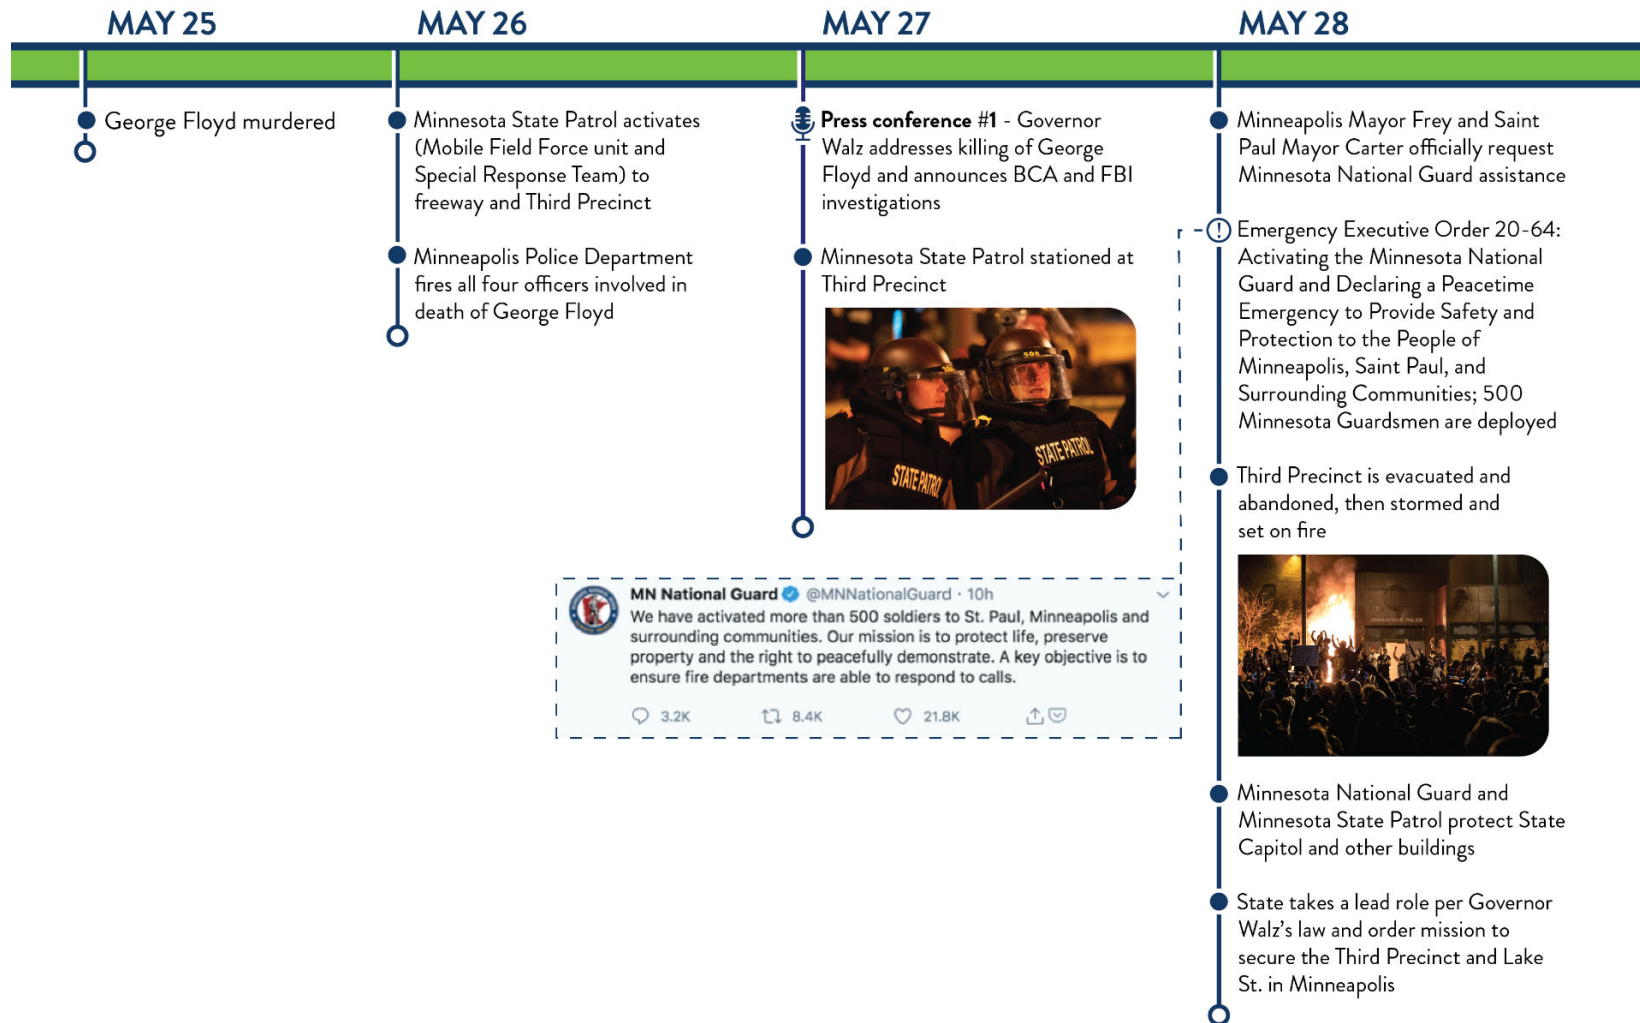 MAY 25
George Floyd murdered
MAY 26
Minnesota State Patrol activates
(Mobile Field Force unit and
Special Response Team) to
freeway and Third Precinct
Minneapolis Police Department
fires all four officers involved in
death of George Floyd
MAY 27
Press conference #1 - Governor
Walz addresses killing of George
Floyd and announces BCA and FBI
investigations
Minnesota State Patrol stationed at
Third Precinct
508
STATE PATROL
STATE PATROL
MN National Guard @MNNationalGuard · 10h
We have activated more than 500 soldiers to St. Paul, Minneapolis and
surrounding communities. Our mission is to protect life, preserve
property and the right to peacefully demonstrate. A key objective is to
ensure fire departments are able to respond to calls.
3.2K 8.4K 21.8K
MAY 28
Minneapolis Mayor Frey and Saint
Paul Mayor Carter officially request
Minnesota National Guard assistance
Emergency Executive Order 20-64:
Activating the Minnesota National
Guard and Declaring a Peacetime
Emergency to Provide Safety and
Protection to the People of
Minneapolis, Saint Paul, and
Surrounding Communities; 500
Minnesota Guardsmen are deployed
Third Precinct is evacuated and
abandoned, then stormed and
set on fire
MINNEAPOLIS POLICE
Minnesota National Guard and
Minnesota State Patrol protect State
Capitol and other buildings
State takes a lead role per Governor
Walz's law and order mission to
secure the Third Precinct and Lake
St. in Minneapolis